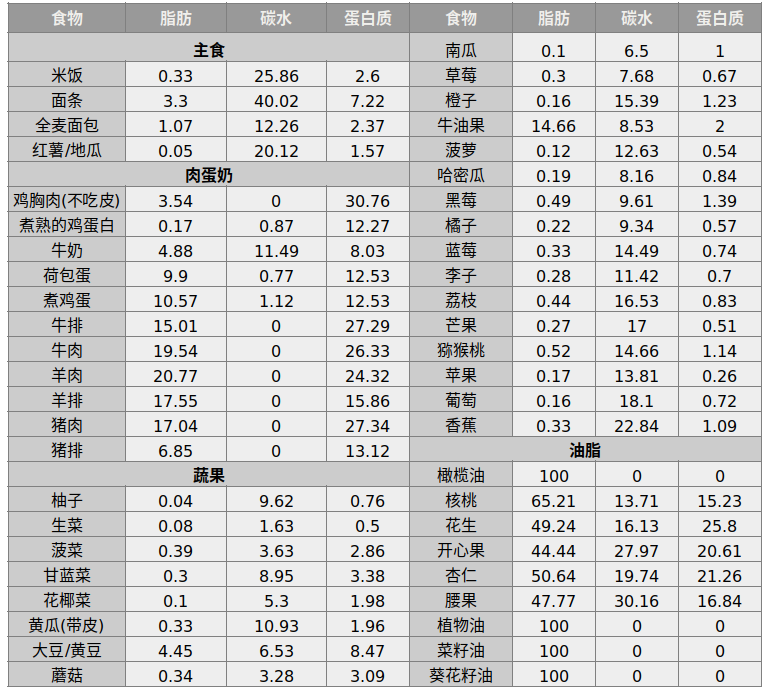 食物 脂肪 碳水 蛋白质 食物 脂肪 碳水 蛋白质
主食 南瓜 0.1 6.5 1
米饭 0.33 25.86 2.6 草莓 0.3 7.68 0.67
面条 3.3 40.02 7.22 橙子 0.16 15.39 1.23
全麦面包 1.07 12.26 2.37 牛油果 14.66 8.53 2
红薯/地瓜 0.05 20.12 1.57 菠萝 0.12 12.63 0.54
肉蛋奶 哈密瓜 0.19 8.16 0.84
鸡胸肉(不吃皮) 3.54 0 30.76 黑莓 0.49 9.61 1.39
煮熟的鸡蛋白 0.17 0.87 12.27 橘子 0.22 9.34 0.57
牛奶 4.88 11.49 8.03 蓝莓 0.33 14.49 0.74
荷包蛋 9.9 0.77 12.53 李子 0.28 11.42 0.7
煮鸡蛋 10.57 1.12 12.53 荔枝 0.44 16.53 0.83
牛排 15.01 0 27.29 芒果 0.27 17 0.51
牛肉 19.54 0 26.33 猕猴桃 0.52 14.66 1.14
羊肉 20.77 0 24.32 苹果 0.17 13.81 0.26
羊排 17.55 0 15.86 葡萄 0.16 18.1 0.72
猪肉 17.04 0 27.34 香蕉 0.33 22.84 1.09
猪排 6.85 0 13.12 油脂
蔬果 橄榄油 100 0 0
柚子 0.04 9.62 0.76 核桃 65.21 13.71 15.23
生菜 0.08 1.63 0.5 花生 49.24 16.13 25.8
菠菜 0.39 3.63 2.86 开心果 44.44 27.97 20.61
甘蓝菜 0.3 8.95 3.38 杏仁 50.64 19.74 21.26
花椰菜 0.1 5.3 1.98 腰果 47.77 30.16 16.84
黄瓜(带皮) 0.33 10.93 1.96 植物油 100 0 0
大豆/黄豆 4.45 6.53 8.47 菜籽油 100 0 0
蘑菇 0.34 3.28 3.09 葵花籽油 100 0 0